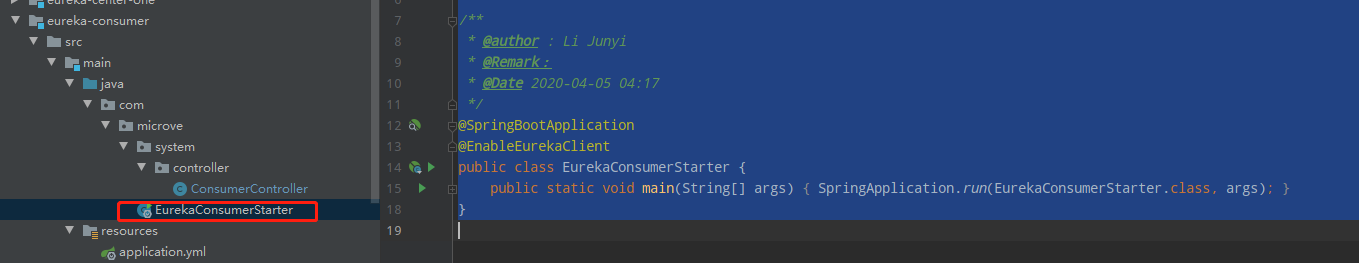 eureka-center-one
eureka-consumer
src
main
java
com
microve
system
controller
ConsumerController
EurekaConsumerStarter
resources
application.yml
7 /**
8 * @author : Li Junyi
9 * @Remark：
10 * @Date 2020-04-05 04:17
11 */
12 @SpringBootApplication
13 @EnableEurekaClient
14 public class EurekaConsumerStarter {
15 public static void main(String[] args) { SpringApplication.run(EurekaConsumerStarter.class, args); }
18 }
19